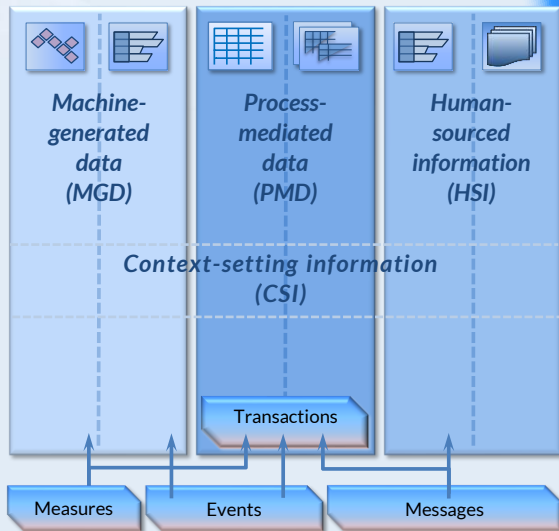 Machine-
generated
data
(MGD)
Process-
mediated
data
(PMD)
Human-
sourced
information
(HSI)
Context-setting information
(CSI)
Transactions
Measures
Events
Messages